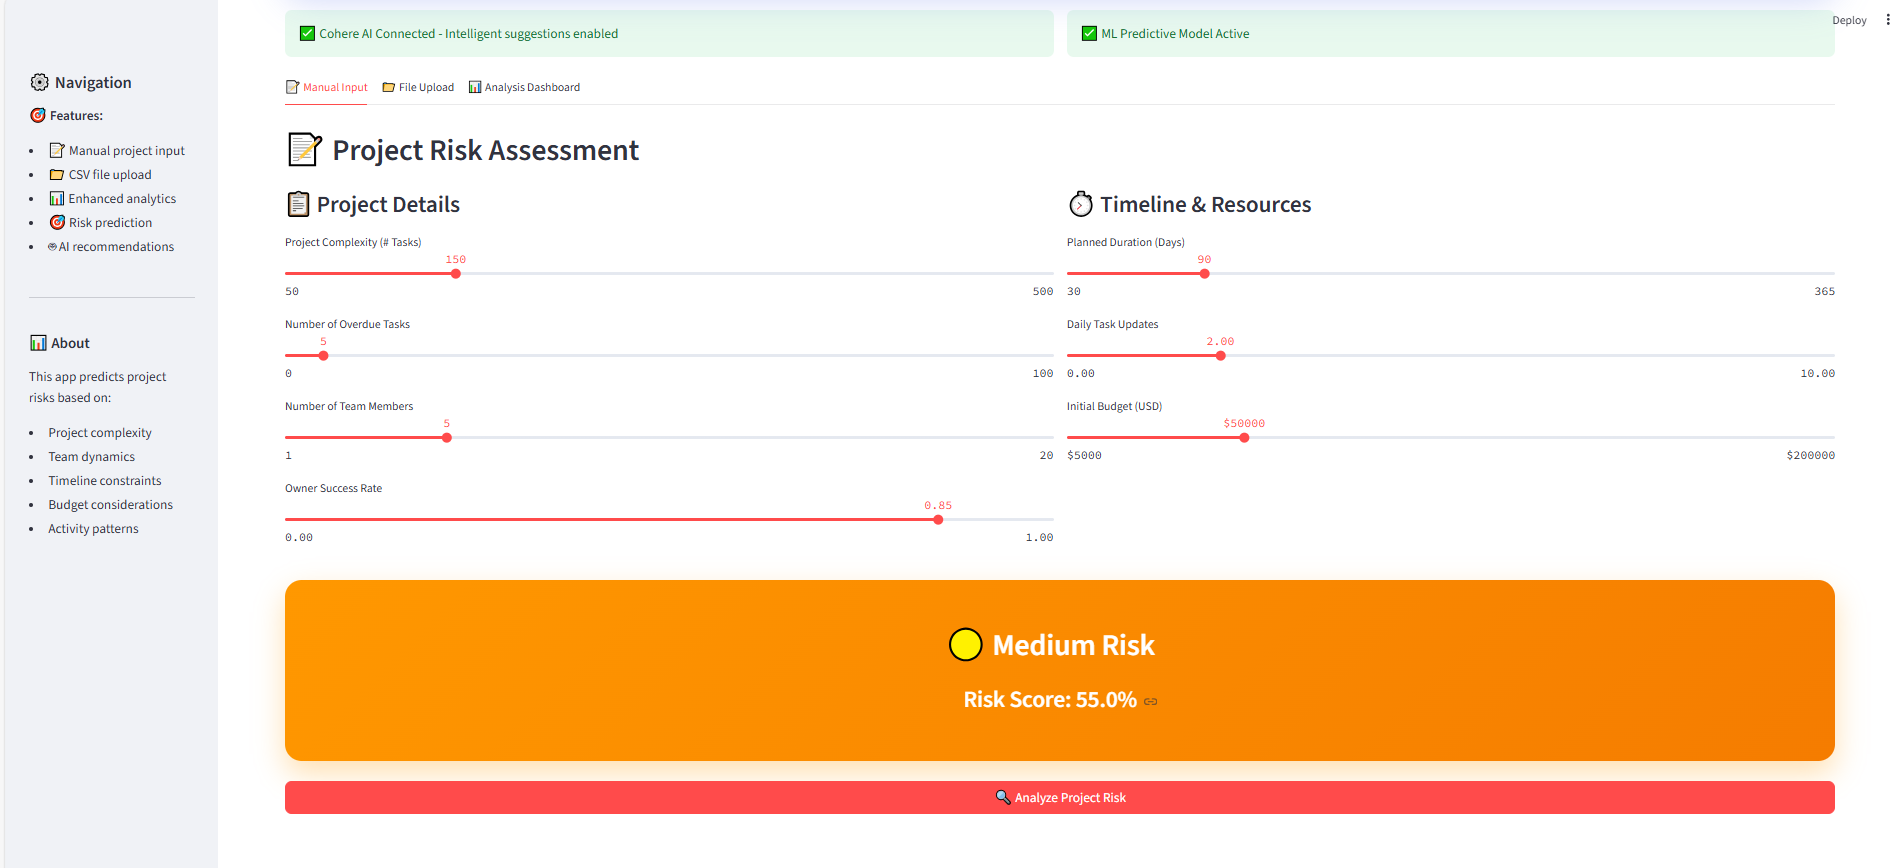 Navigation
Features:
Manual project input
CSV file upload
Enhanced analytics
Risk prediction
AI recommendations
About
This app predicts project
risks based on:
Project complexity
Team dynamics
Timeline constraints
Budget considerations
Activity patterns
Deploy
Cohere AI Connected - Intelligent suggestions enabled
ML Predictive Model Active
Manual Input
File Upload
Analysis Dashboard
Project Risk Assessment
Project Details
Project Complexity (# Tasks)
150
50 500
Number of Overdue Tasks
5
0 100
Number of Team Members
5
1 20
Owner Success Rate
0.85
0.00 1.00
Timeline & Resources
Planned Duration (Days)
90
30 365
Daily Task Updates
2.00
0.00 10.00
Initial Budget (USD)
$50000
$5000 $200000
Medium Risk
Risk Score: 55.0%
Analyze Project Risk